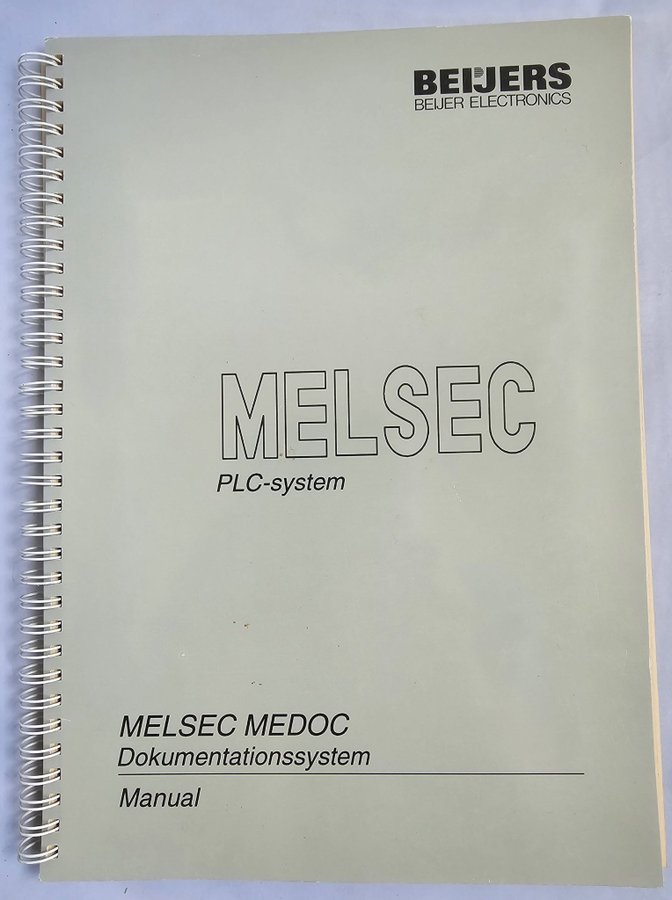 BEIJERS
BEIJER ELECTRONICS
MELSEC
PLC-system
MELSEC MEDOC
Dokumentationssystem
Manual